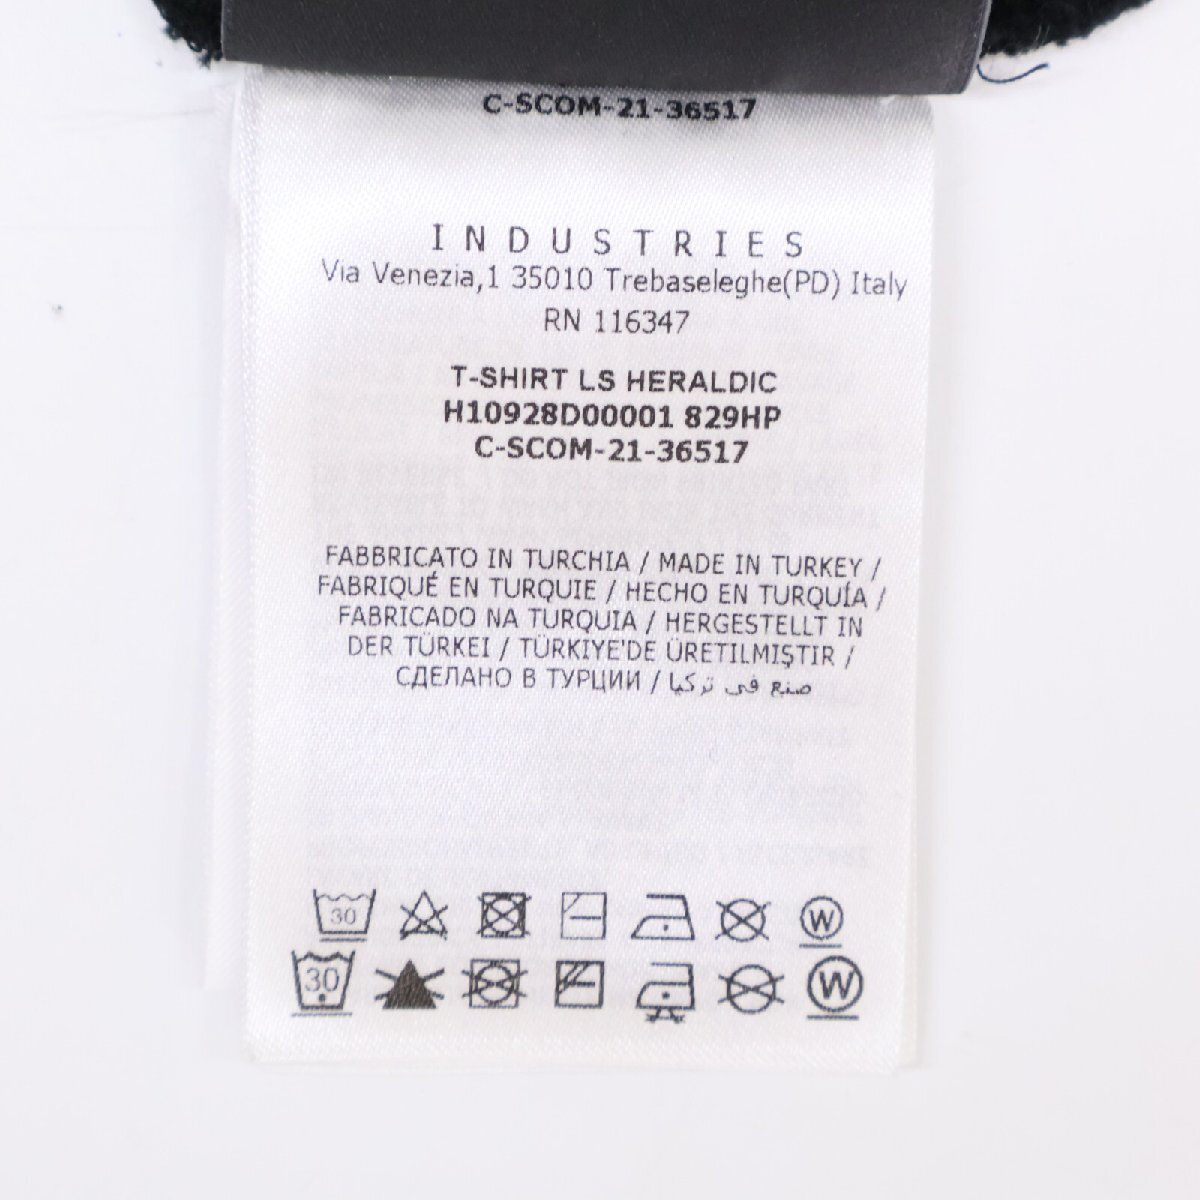 C-SCOM-21-36517
INDUSTRIES
Via Venezia,1 35010 Trebaseleghe(PD) Italy
RN 116347
T-SHIRT LS HERALDIC
H10928D00001 829HP
C-SCOM-21-36517
FABBRICATO IN TURCHIA / MADE IN TURKEY /
FABRIQUÉ EN TURQUIE / HECHO EN TURQUÍA /
FABRICADO NA TURQUIA / HERGESTELLT IN
DER TÜRKEI / TÜRKIYE'DE ÜRETILMIŞTIR /
СДЕЛАНО В ТУРЦИИ / صنع في تركيا
30 W
30 W